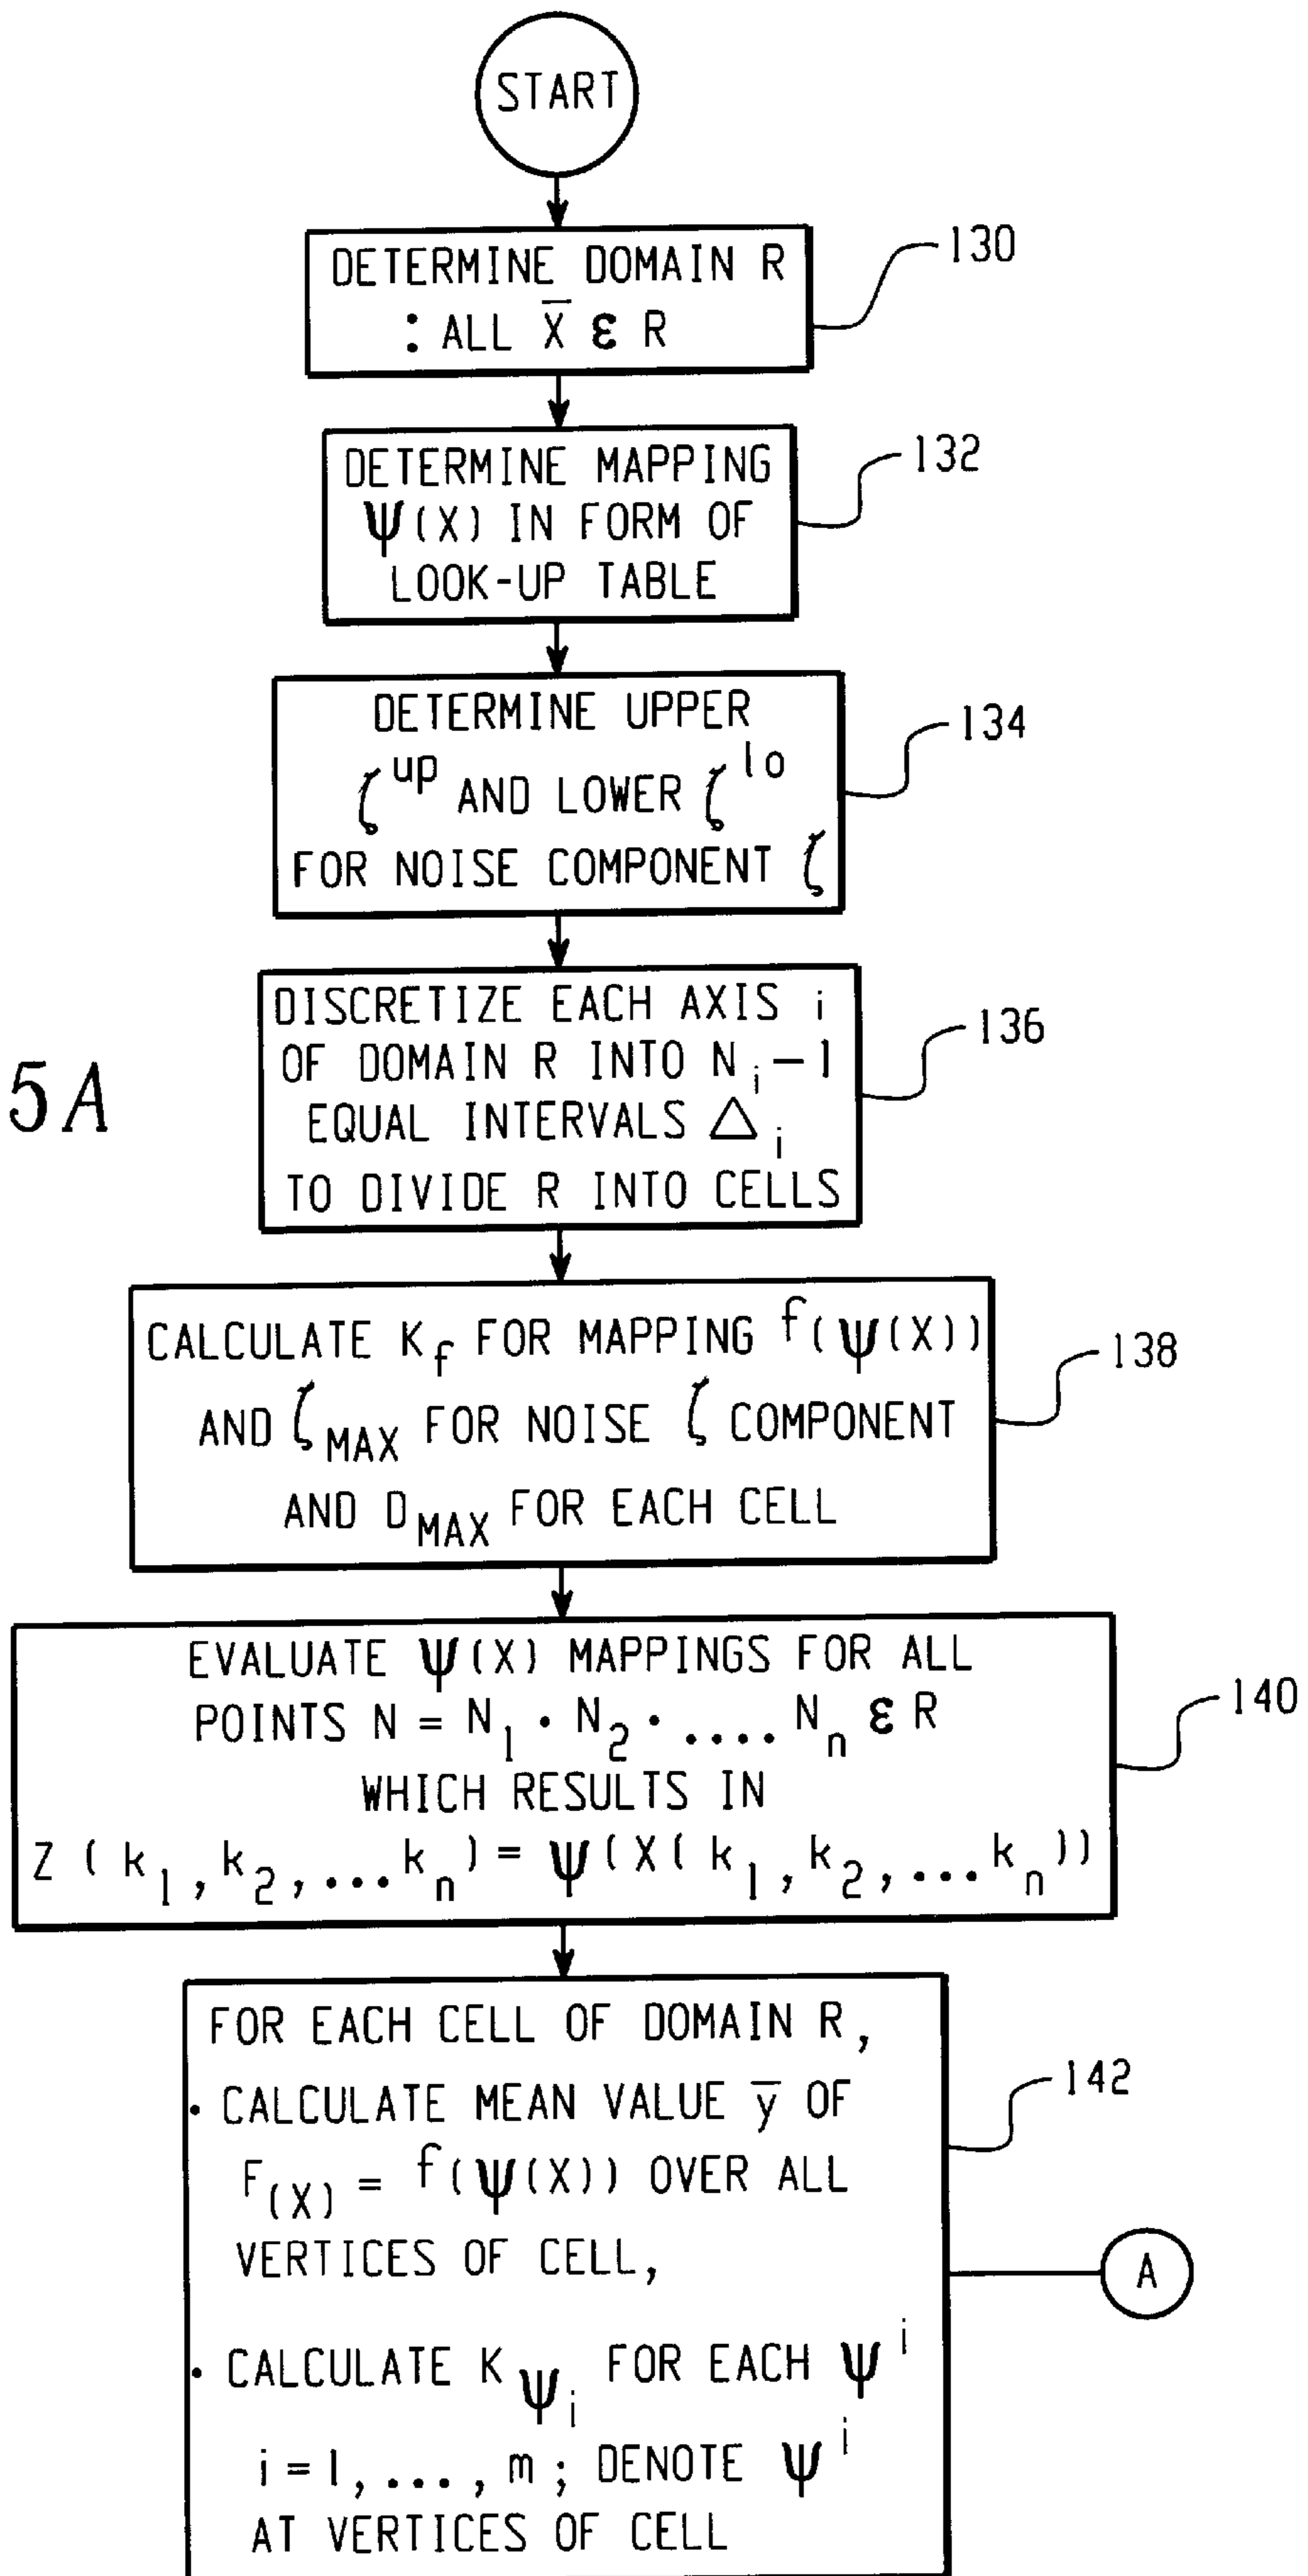 START
DETERMINE DOMAIN R
: ALL X̅ ε R
130
DETERMINE MAPPING
Ψ(X) IN FORM OF
LOOK-UP TABLE
132
DETERMINE UPPER
ζ^up AND LOWER ζ^lo
FOR NOISE COMPONENT ζ
134
DISCRETIZE EACH AXIS i
OF DOMAIN R INTO N_i-1
EQUAL INTERVALS Δ_i
TO DIVIDE R INTO CELLS
136
5A
CALCULATE K_f FOR MAPPING f(Ψ(X))
AND ζ_MAX FOR NOISE ζ COMPONENT
AND D_MAX FOR EACH CELL
138
EVALUATE Ψ(X) MAPPINGS FOR ALL
POINTS N = N_1 • N_2 • .... N_n ε R
WHICH RESULTS IN
Z(k_1, k_2, ... k_n) = Ψ(X(k_1, k_2, ... k_n))
140
FOR EACH CELL OF DOMAIN R,
• CALCULATE MEAN VALUE y̅ OF
F_(X) = f(Ψ(X)) OVER ALL
VERTICES OF CELL,
• CALCULATE K_Ψ_i FOR EACH Ψ^i
i = 1, ..., m; DENOTE Ψ^i
AT VERTICES OF CELL
142
A